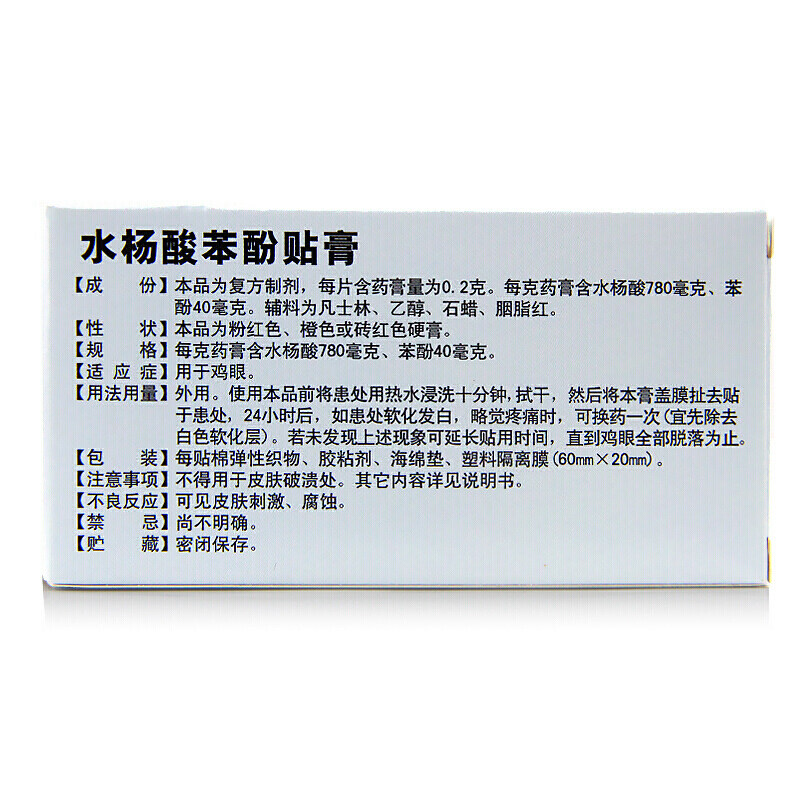 水杨酸苯酚贴膏
【成　份】本品为复方制剂，每片含药膏量为0.2克。每克药膏含水杨酸780毫克、苯
酚40毫克。辅料为凡士林、乙醇、石蜡、胭脂红。
【性　状】本品为粉红色、橙色或砖红色硬膏。
【规　格】每克药膏含水杨酸780毫克、苯酚40毫克。
【适应症】用于鸡眼。
【用法用量】外用。使用本品前将患处用热水浸洗十分钟，拭干，然后将本膏盖膜扯去贴
于患处，24小时后，如患处软化发白，略觉疼痛时，可换药一次(宜先除去
白色软化层)。若未发现上述现象可延长贴用时间，直到鸡眼全部脱落为止。
【包　装】每贴棉弹性织物、胶粘剂、海绵垫、塑料隔离膜(60mm×20mm)。
【注意事项】不得用于皮肤破溃处。其它内容详见说明书。
【不良反应】可见皮肤刺激、腐蚀。
【禁　忌】尚不明确。
【贮　藏】密闭保存。